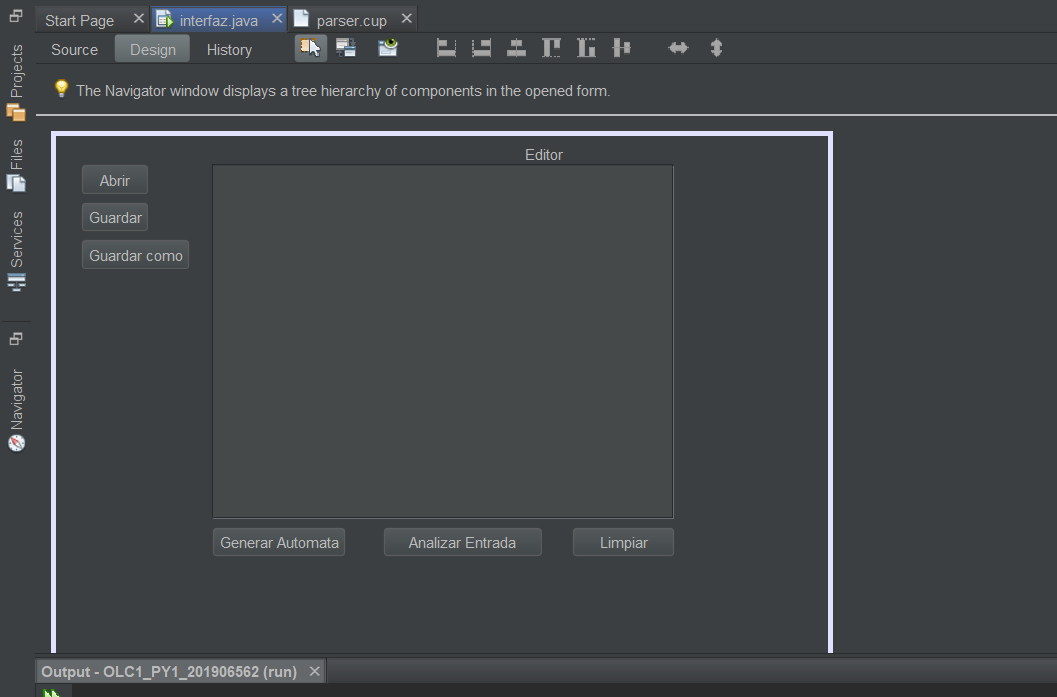 Start Page
interfaz.java
parser.cup
Source
Design
History
Projects
Files
Services
Navigator
The Navigator window displays a tree hierarchy of components in the opened form.
Editor
Abrir
Guardar
Guardar como
Generar Automata
Analizar Entrada
Limpiar
Output - OLC1_PY1_201906562 (run)